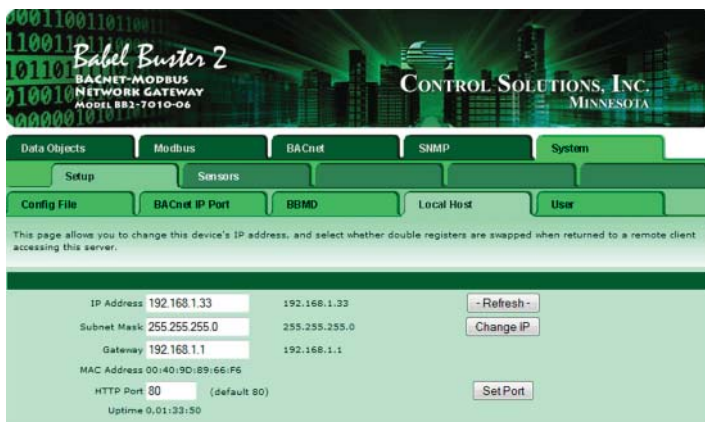 Babel Buster 2
BACNET-MODBUS
NETWORK GATEWAY
MODEL BB2-7010-06
CONTROL SOLUTIONS, INC.
MINNESOTA
Data Objects Modbus BACnet SNMP System
Setup Sensors
Config File BACnet IP Port BBMD Local Host User
This page allows you to change this device's IP address, and select whether double registers are swapped when returned to a remote client
accessing this server.
IP Address 192.168.1.33 192.168.1.33 - Refresh -
Subnet Mask 255.255.255.0 255.255.255.0 Change IP
Gateway 192.168.1.1 192.168.1.1
MAC Address 00:40:9D:89:66:F6
HTTP Port 80 (default 80) Set Port
Uptime 0,01:33:50